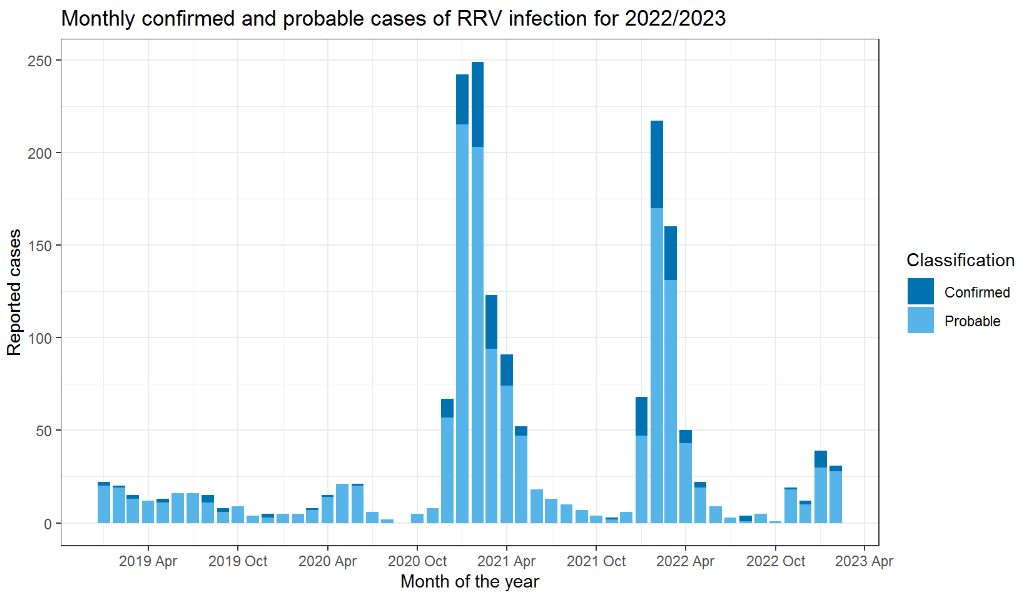 Monthly confirmed and probable cases of RRV infection for 2022/2023
Reported cases
250
200
150
100
50
0
2019 Apr
2019 Oct
2020 Apr
2020 Oct
2021 Apr
2021 Oct
2022 Apr
2022 Oct
2023 Apr
Month of the year
Classification
Confirmed
Probable